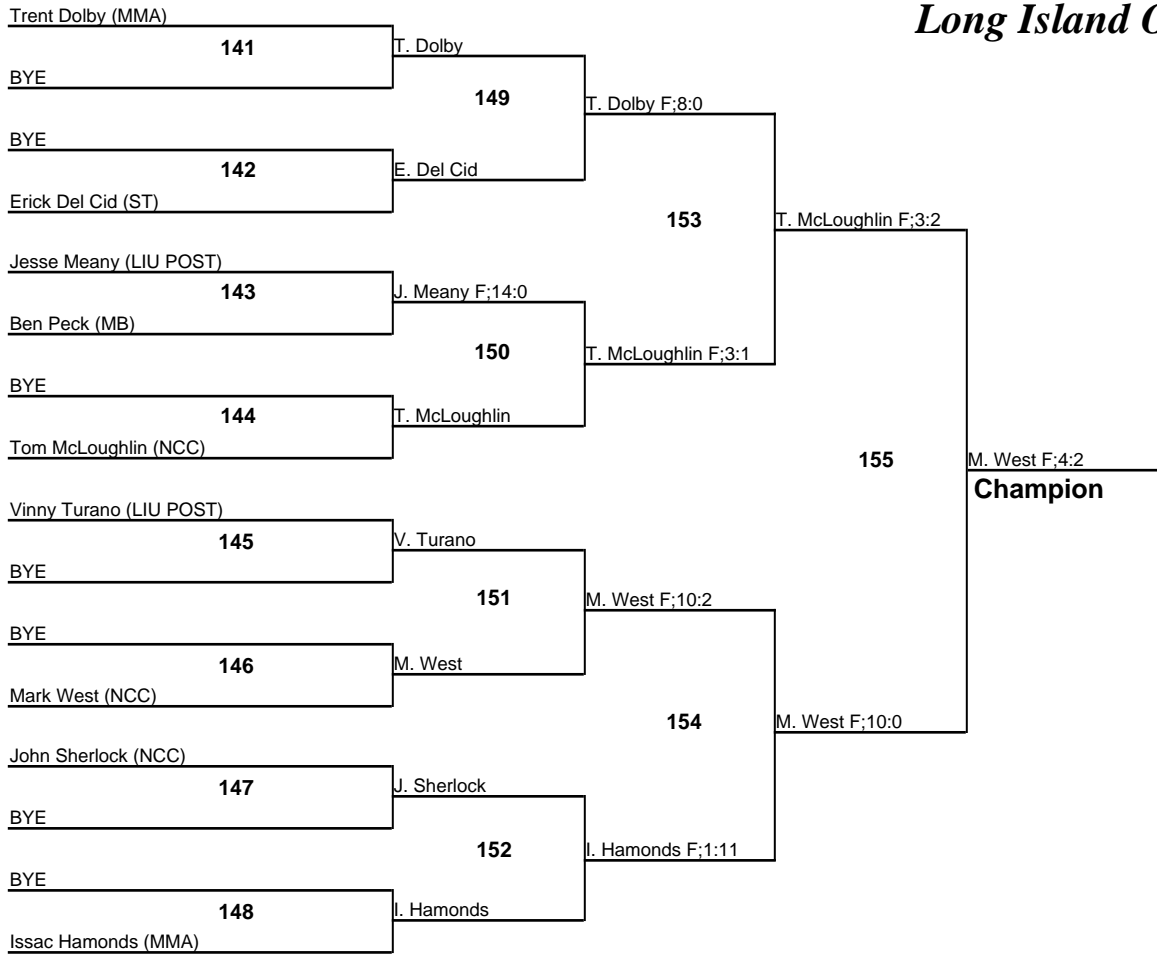 Long Island
Trent Dolby (MMA)
141
BYE
T. Dolby
149
BYE
142
Erick Del Cid (ST)
E. Del Cid
T. Dolby F;8:0
153
Jesse Meany (LIU POST)
143
Ben Peck (MB)
J. Meany F;14:0
150
BYE
144
Tom McLoughlin (NCC)
T. McLoughlin
T. McLoughlin F;3:1
T. McLoughlin F;3:2
155
Vinny Turano (LIU POST)
145
BYE
V. Turano
151
BYE
146
Mark West (NCC)
M. West
M. West F;10:2
154
John Sherlock (NCC)
147
BYE
J. Sherlock
152
BYE
148
Issac Hamonds (MMA)
I. Hamonds
I. Hamonds F;1:11
M. West F;10:0
M. West F;4:2
Champion